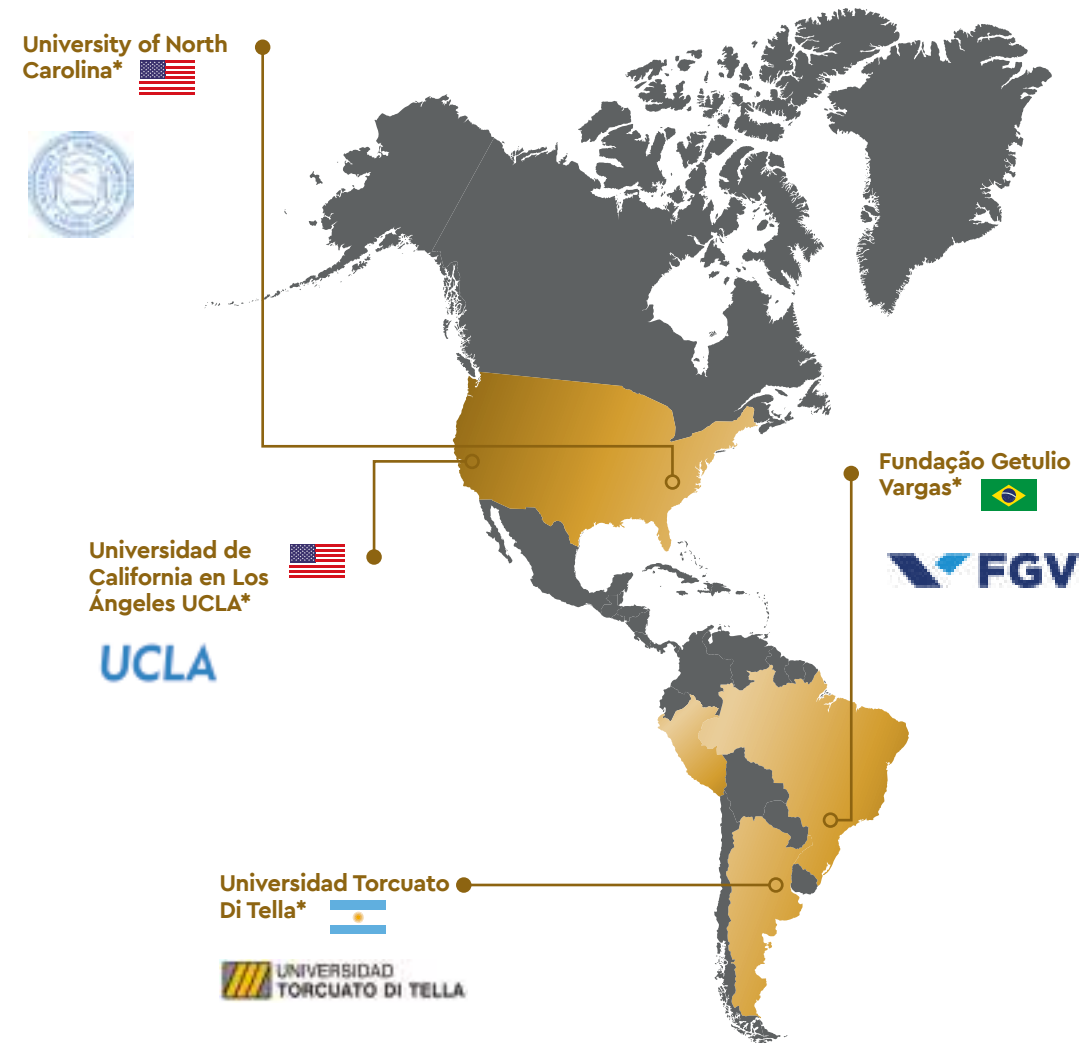 University of North
Carolina*
Fundação Getulio
Vargas*
FGV
Universidad de
California en Los
Ángeles UCLA*
UCLA
Universidad Torcuato
Di Tella*
UNIVERSIDAD
TORCUATO DI TELLA